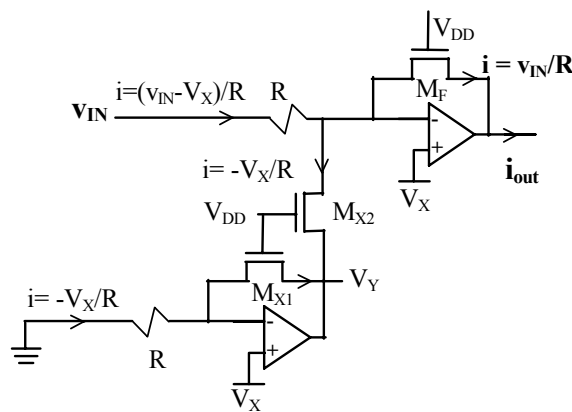 V_DD
i = v_IN/R
i=(v_IN-V_X)/R
R
M_F
v_IN
-
+
i_out
i= -V_X/R
V_X
V_DD
M_X2
M_X1
V_Y
i= -V_X/R
-
+
R
V_X